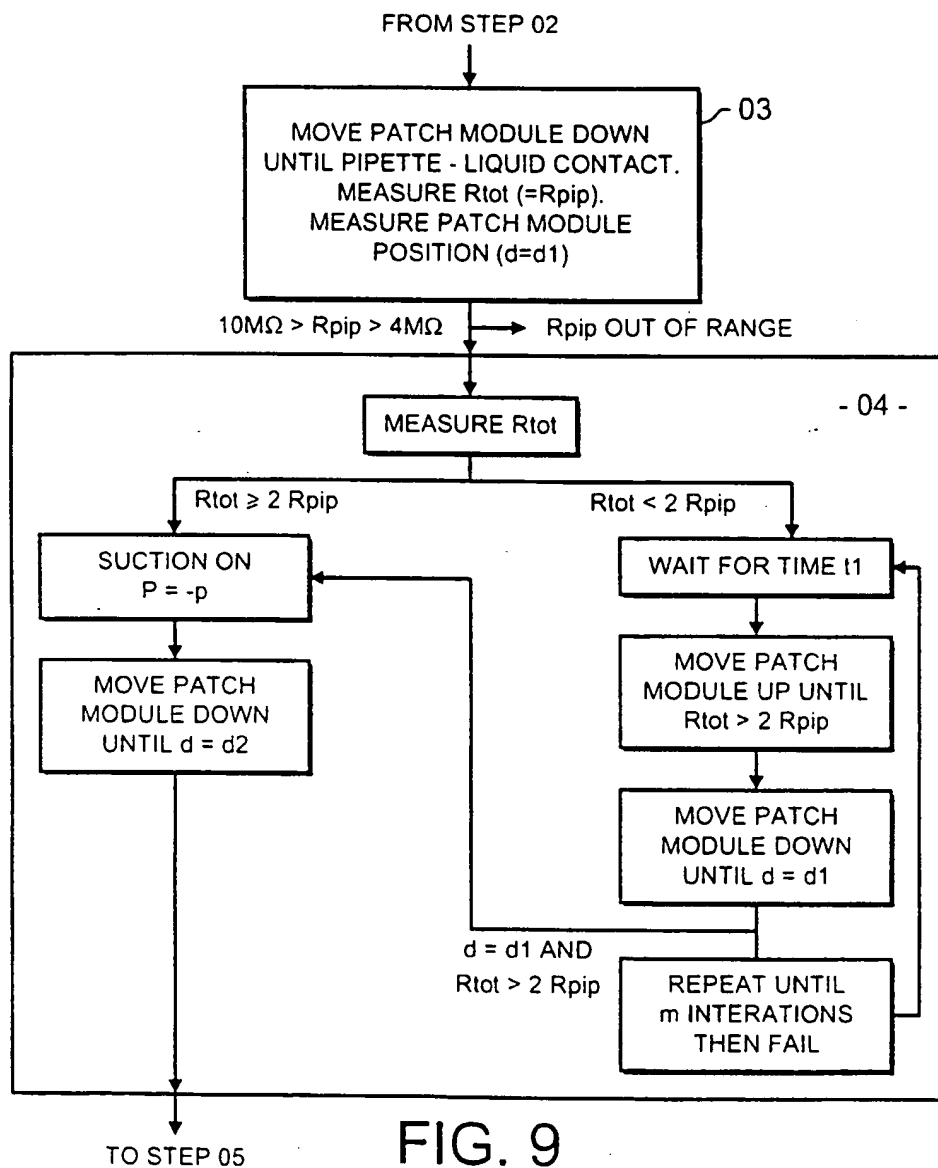 FROM STEP 02
03
MOVE PATCH MODULE DOWN
UNTIL PIPETTE - LIQUID CONTACT.
MEASURE Rtot (=Rpip).
MEASURE PATCH MODULE
POSITION (d=d1)
10MΩ > Rpip > 4MΩ
Rpip OUT OF RANGE
- 04 -
MEASURE Rtot
Rtot ⩾ 2 Rpip
Rtot < 2 Rpip
SUCTION ON
P = -p
WAIT FOR TIME t1
MOVE PATCH
MODULE DOWN
UNTIL d = d2
MOVE PATCH
MODULE UP UNTIL
Rtot > 2 Rpip
MOVE PATCH
MODULE DOWN
UNTIL d = d1
d = d1 AND
Rtot > 2 Rpip
REPEAT UNTIL
m INTERATIONS
THEN FAIL
TO STEP 05
FIG. 9